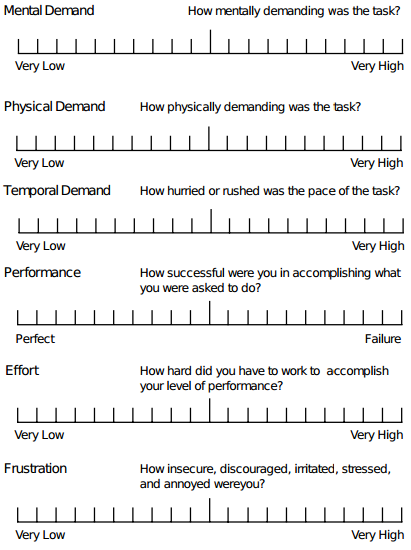 Mental Demand How mentally demanding was the task?
Very Low Very High
Physical Demand How physically demanding was the task?
Very Low Very High
Temporal Demand How hurried or rushed was the pace of the task?
Very Low Very High
Performance How successful were you in accomplishing what
you were asked to do?
Perfect Failure
Effort How hard did you have to work to accomplish
your level of performance?
Very Low Very High
Frustration How insecure, discouraged, irritated, stressed,
and annoyed wereyou?
Very Low Very High